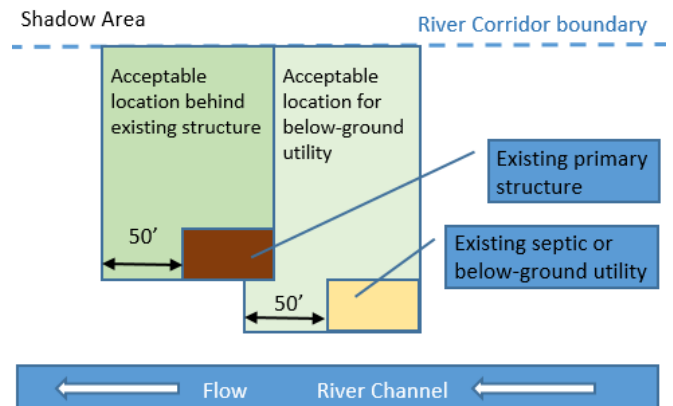 Shadow Area
River Corridor boundary
Acceptable
location behind
existing structure
Acceptable
location for
below-ground
utility
Existing primary
structure
50’
Existing septic or
below-ground utility
50’
Flow
River Channel